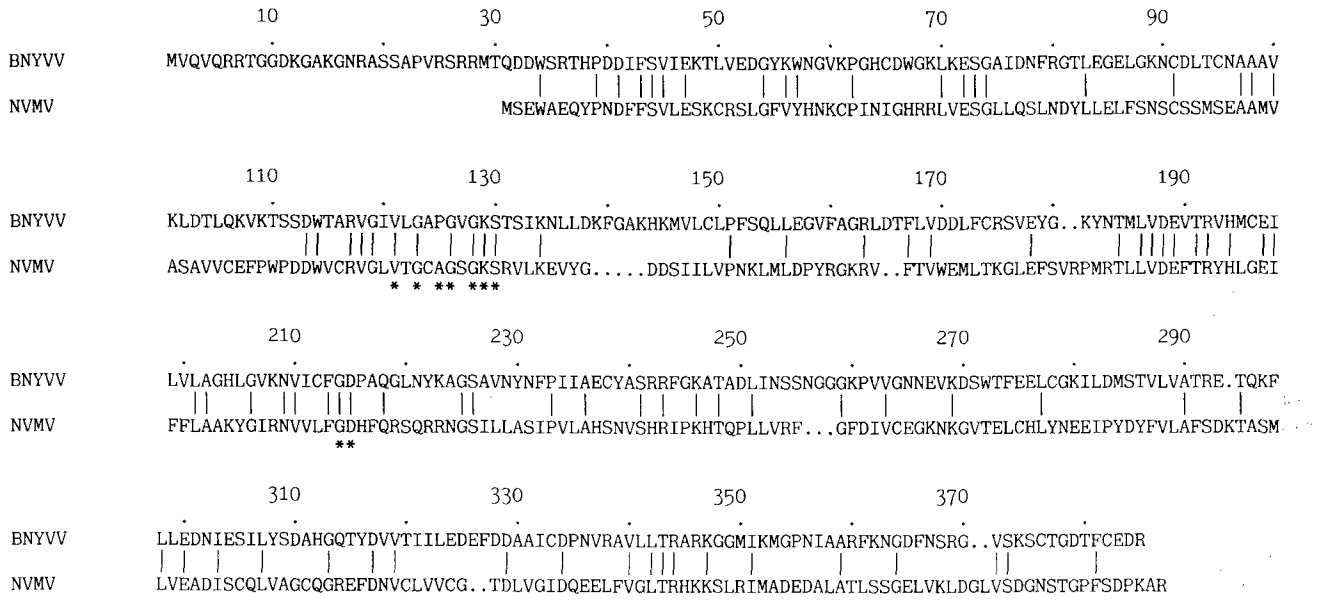 10 30 50 70 90
BNYVV MVQVQRRTGGDKGAKGNRASSAPVRSRRMTQDDWSRTHPDDIFSVIEKTLVEDGYKWNGVKPGHCDWGKLKESGAIDNFRGTLEGELGKNCDLTCNAAAV
NVMV MSEWAEQYPNDFFSVLESKCRSLGFVYHNKCPINIGHRRLVESGLLQSLNDYLLELFSNSCSSMSEAAMV
110 130 150 170 190
BNYVV KLDTLQKVKTSSDWTARVGIVLGAPGVGKSTSIKNLLDKFGAKHKMVLCLPFSQLLEGVFAGRLDTFLVDDLFCRSVEYG..KYNTMLVDEVTRVHMCEI
NVMV ASAVVCEFPWPDDWVCRVGLVTGCAGSGKSRVLKEVYG.....DDSIILVPNKLMLDPYRGKRV..FTVWEMLTKGLEFSVRPMRTLLVDEFTRYHLGEI
* * ** ***
210 230 250 270 290
BNYVV LVLAGHLGVKNVICFGDPAQGLNYKAGSAVNYNFPIIAECYASRRFGKATADLINSSNGGGKPVVGNNEVKDSWTFEELCGKILDMSTVLVATRE.TQKF
NVMV FFLAAKYGIRNVVLFGDHFQRSQRRNGSILLASIPVLAHSNVSHRIPKHTQPLLVRF...GFDIVCEGKNKGVTELCHLYNEEIPYDYFVLAFSDKTASM
**
310 330 350 370
BNYVV LLEDNIESILYSDAHGQTYDVVTIILEDEFDDAAICDPNVRAVLLTRARKGGMIKMGPNIAARFKNGDFNSRG..VSKSCTGDTFCEDR
NVMV LVEADISCQLVAGCQGREFDNVCLVVCG..TDLVGIDQEELFVGLTRHKKSLRIMADEDALATLSSGELVKLDGLVSDGNSTGPFSDPKAR